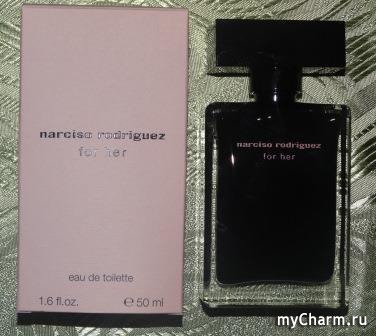 narciso rodriguez
for her
eau de toilette
1.6 fl.oz. ℮ 50 ml
narciso rodriguez
for her
myCharm.ru